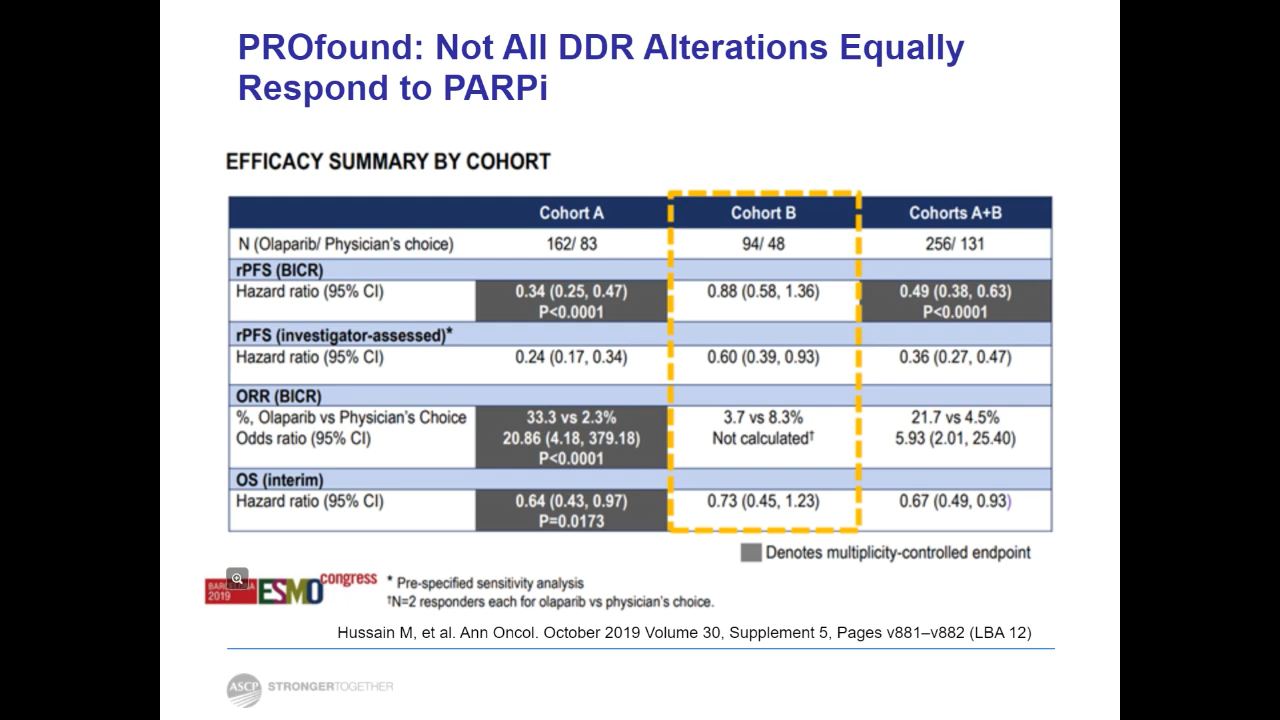 PROfound: Not All DDR Alterations Equally
Respond to PARPi
EFFICACY SUMMARY BY COHORT
Cohort A Cohort B Cohorts A+B
N (Olaparib/ Physician's choice) 162/ 83 94/ 48 256/ 131
rPFS (BICR)
Hazard ratio (95% CI) 0.34 (0.25, 0.47) 0.88 (0.58, 1.36) 0.49 (0.38, 0.63)
P<0.0001 P<0.0001
rPFS (investigator-assessed)*
Hazard ratio (95% CI) 0.24 (0.17, 0.34) 0.60 (0.39, 0.93) 0.36 (0.27, 0.47)
ORR (BICR)
%, Olaparib vs Physician's Choice 33.3 vs 2.3% 3.7 vs 8.3% 21.7 vs 4.5%
Odds ratio (95% CI) 20.86 (4.18, 379.18) Not calculated† 5.93 (2.01, 25.40)
P<0.0001
OS (interim)
Hazard ratio (95% CI) 0.64 (0.43, 0.97) 0.73 (0.45, 1.23) 0.67 (0.49, 0.93)
P=0.0173
Denotes multiplicity-controlled endpoint
2019 ESMO congress
* Pre-specified sensitivity analysis
†N=2 responders each for olaparib vs physician's choice.
Hussain M, et al. Ann Oncol. October 2019 Volume 30, Supplement 5, Pages v881–v882 (LBA 12)
ASCP STRONGERTOGETHER